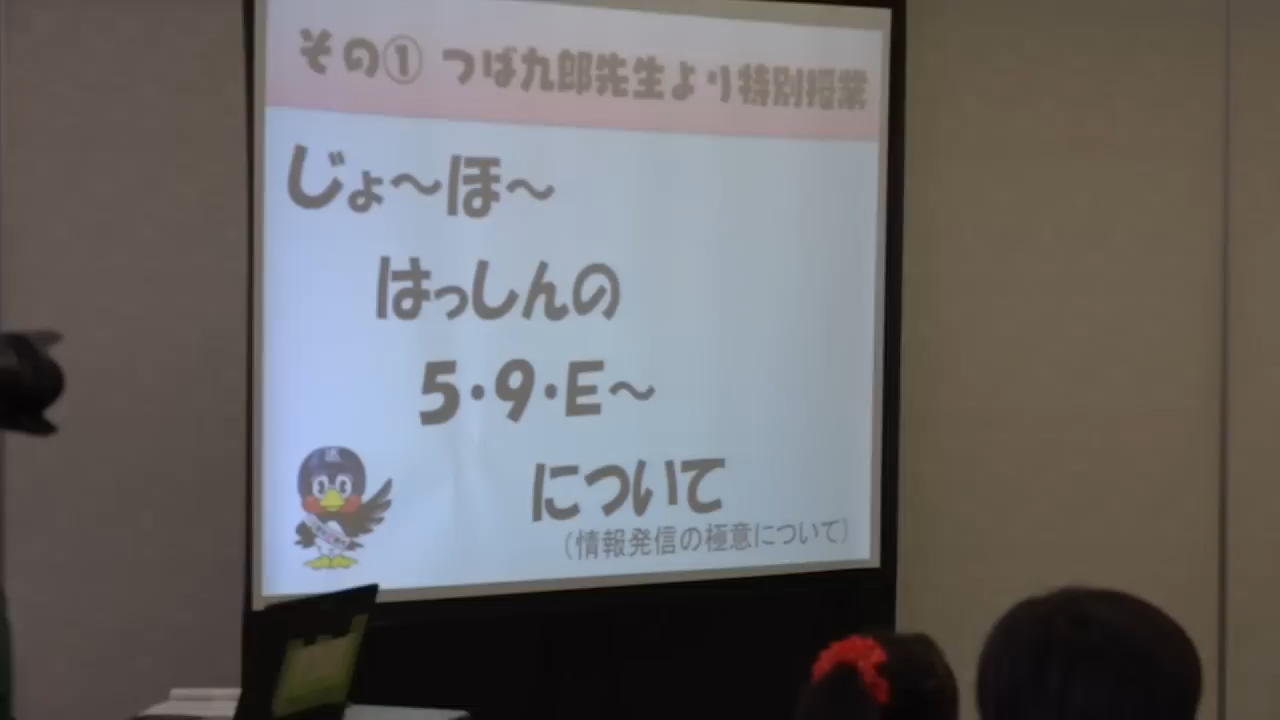 その① つば九郎先生より特別授業
じょ〜ほ〜
はっしんの
5・9・E〜
について
（情報発信の極意について）